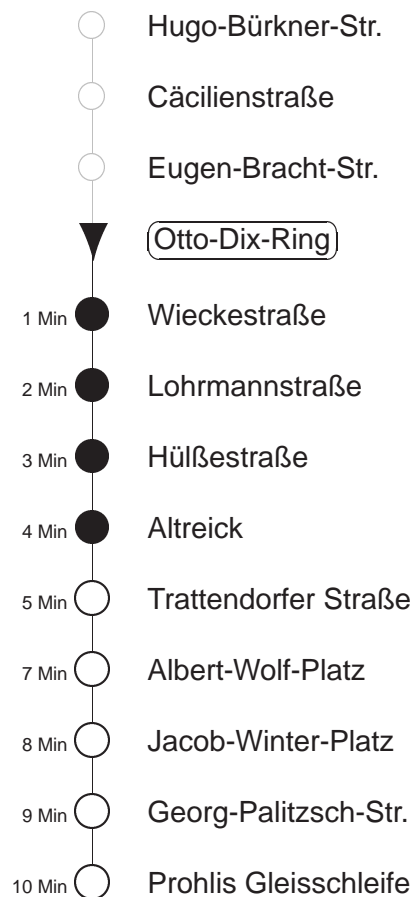 Hugo-Bürkner-Str.
Cäcilienstraße
Eugen-Bracht-Str.
Otto-Dix-Ring
1 Min Wieckestraße
2 Min Lohrmannstraße
3 Min Hülßestraße
4 Min Altreick
5 Min Trattendorfer Straße
7 Min Albert-Wolf-Platz
8 Min Jacob-Winter-Platz
9 Min Georg-Palitzsch-Str.
10 Min Prohlis Gleisschleife